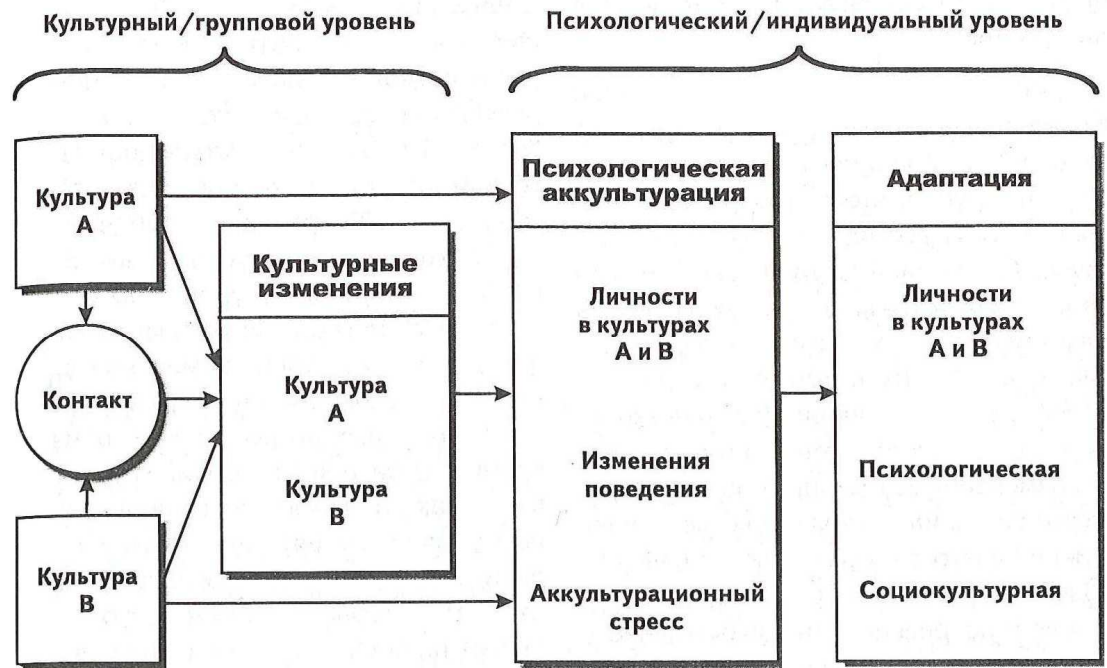 Культурный/групповой уровень
Психологический/индивидуальный уровень
Культура
А
Контакт
Культура
В
Культурные
изменения
Культура
А
Культура
В
Психологическая
аккультурация
Личности
в культурах
А и В
Изменения
поведения
Аккультурационный
стресс
Адаптация
Личности
в культурах
А и В
Психологическая
Социокультурная